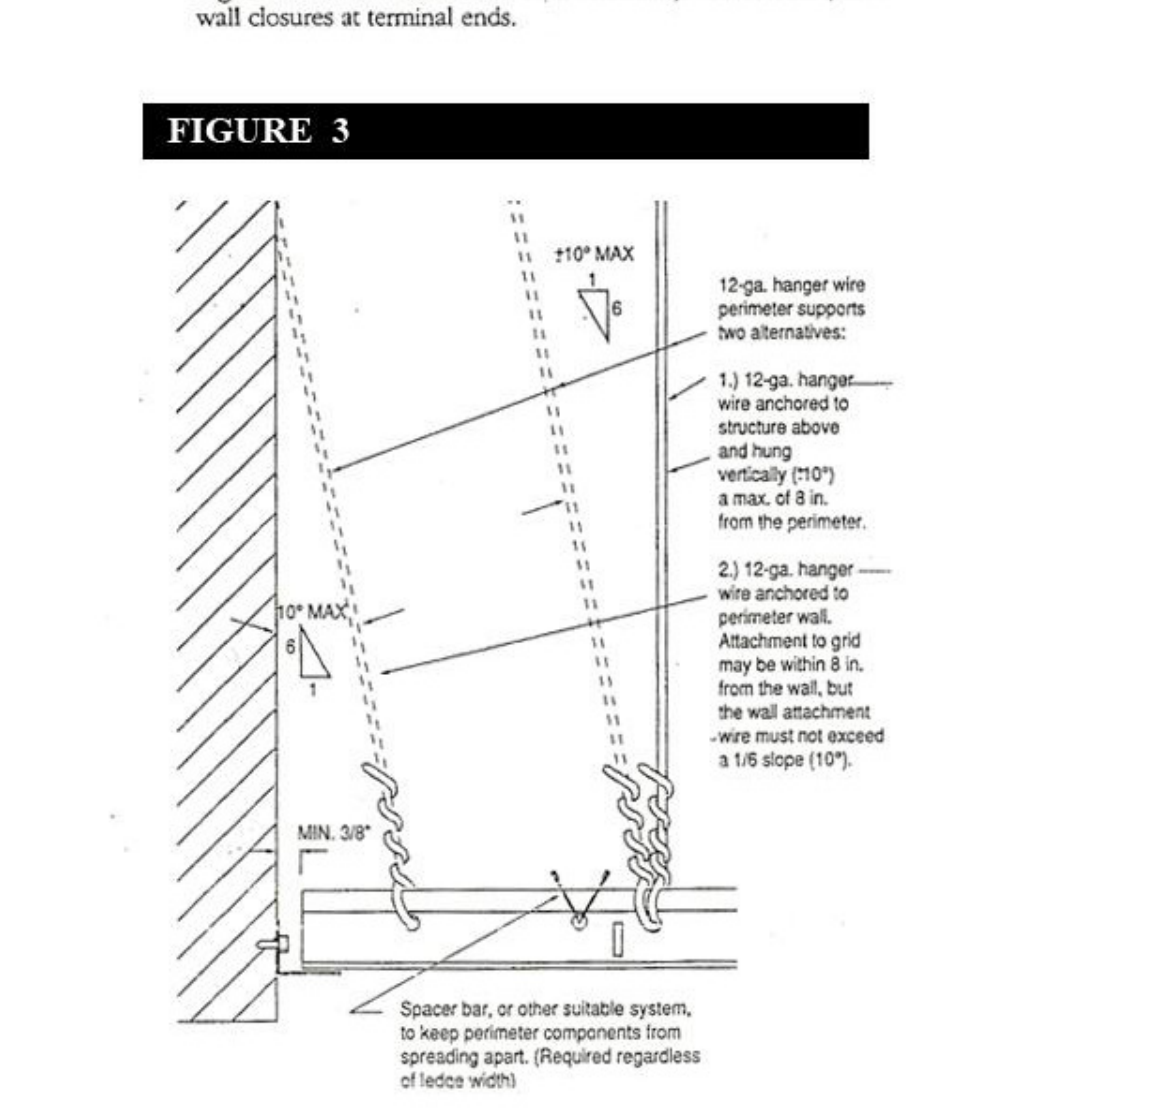 wall closures at terminal ends.
FIGURE 3
±10° MAX
1
6
12-ga. hanger wire
perimeter supports
two alternatives:
1.) 12-ga. hanger
wire anchored to
structure above
and hung
vertically (±10°)
a max. of 8 in.
from the perimeter.
2.) 12-ga. hanger
wire anchored to
perimeter wall.
Attachment to grid
may be within 8 in.
from the wall, but
the wall attachment
wire must not exceed
a 1/6 slope (10°).
10° MAX
6
1
MIN. 3/8"
Spacer bar, or other suitable system,
to keep perimeter components from
spreading apart. (Required regardless
of ledge width)